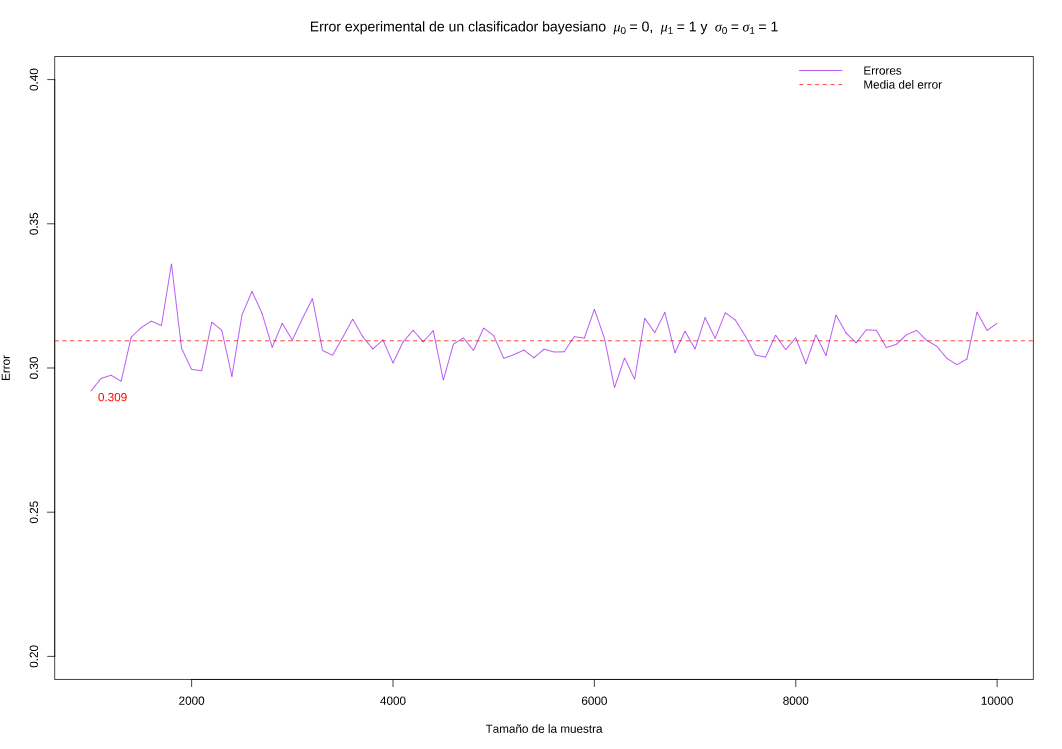 Error experimental de un clasificador bayesiano μ₀ = 0, μ₁ = 1 y σ₀ = σ₁ = 1
Errores
Media del error
0.40
0.35
0.30
0.25
0.20
Error
0.309
2000 4000 6000 8000 10000
Tamaño de la muestra